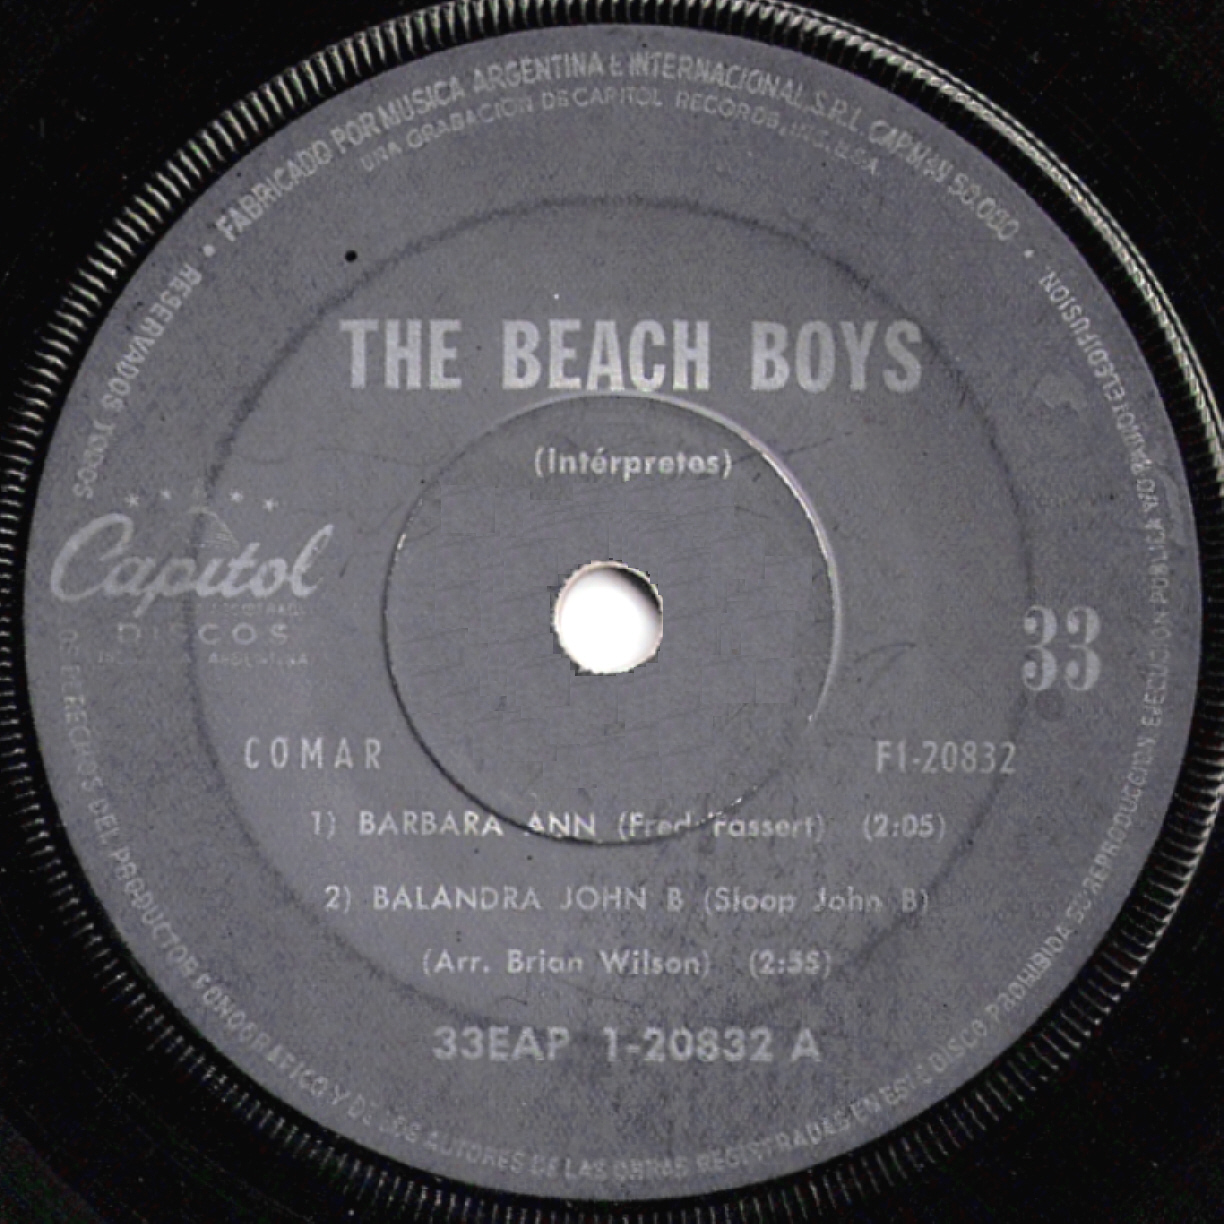 FABRICADO POR MUSICA ARGENTINA E INTERNACIONAL S.R.L. CAPMAY 50.000
UNA GRABACION DE CAPITOL RECORDS, INC. U.S.A.
THE BEACH BOYS
(Intérpretes)
Capitol
DISCOS
ARGENTINA
33
COMAR
F1-20832
1) BARBARA ANN (Fred Fassert) (2:05)
2) BALANDRA JOHN B (Sloop John B)
(Arr. Brian Wilson) (2:55)
33EAP 1-20832 A
RESERVADOS TODOS
LOS DERECHOS DEL PRODUCTOR FONOGRAFICO Y DE LOS AUTORES DE LAS OBRAS REGISTRADAS EN ESTE DISCO. PROHIBIDA SU REPRODUCCION EJECUCION PUBLICA Y/O RADIOTELEDIFUSION